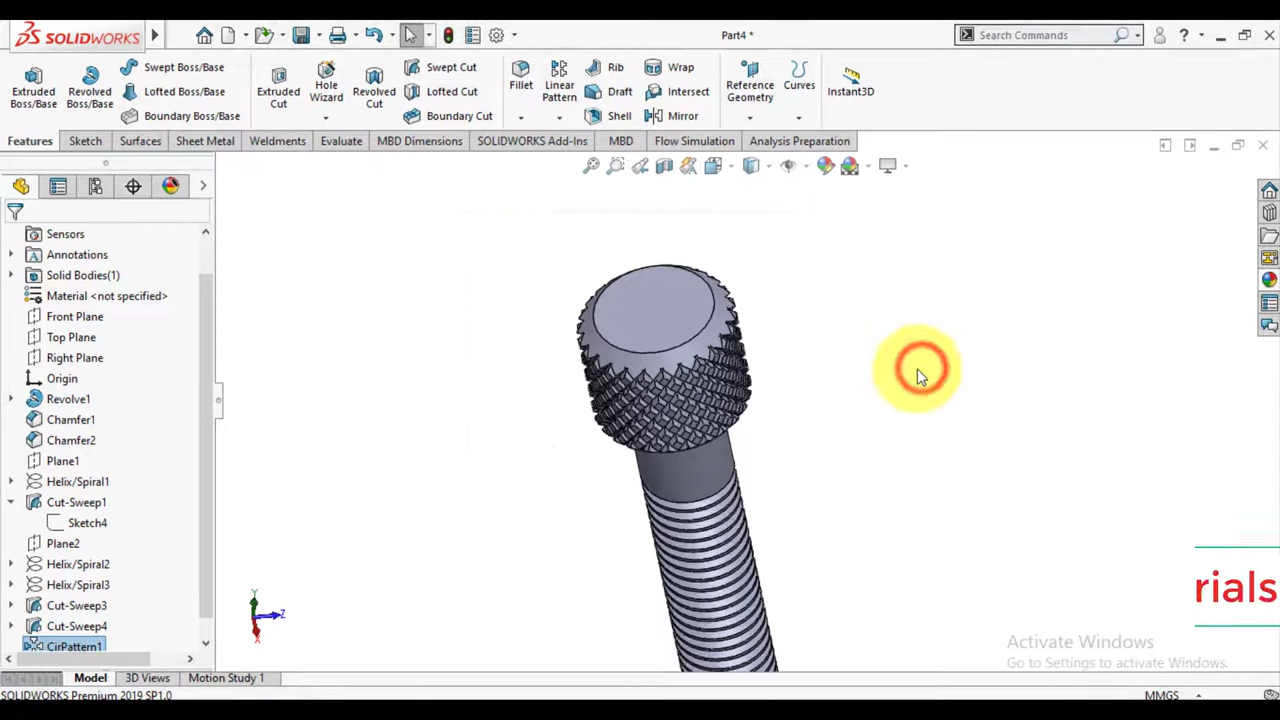 SOLIDWORKS
Part4 *
Search Commands
Extruded Boss/Base
Revolved Boss/Base
Swept Boss/Base
Lofted Boss/Base
Boundary Boss/Base
Extruded Cut
Hole Wizard
Revolved Cut
Swept Cut
Lofted Cut
Boundary Cut
Fillet
Linear Pattern
Rib
Draft
Shell
Wrap
Intersect
Mirror
Reference Geometry
Curves
Instant3D
Features
Sketch
Surfaces
Sheet Metal
Weldments
Evaluate
MBD Dimensions
SOLIDWORKS Add-Ins
MBD
Flow Simulation
Analysis Preparation
Sensors
Annotations
Solid Bodies(1)
Material <not specified>
Front Plane
Top Plane
Right Plane
Origin
Revolve1
Chamfer1
Chamfer2
Plane1
Helix/Spiral1
Cut-Sweep1
Sketch4
Plane2
Helix/Spiral2
Helix/Spiral3
Cut-Sweep3
Cut-Sweep4
CirPattern1
Y
Z
X
rials
Activate Windows
Go to Settings to activate Windows.
Model
3D Views
Motion Study 1
SOLIDWORKS Premium 2019 SP1.0
MMGS